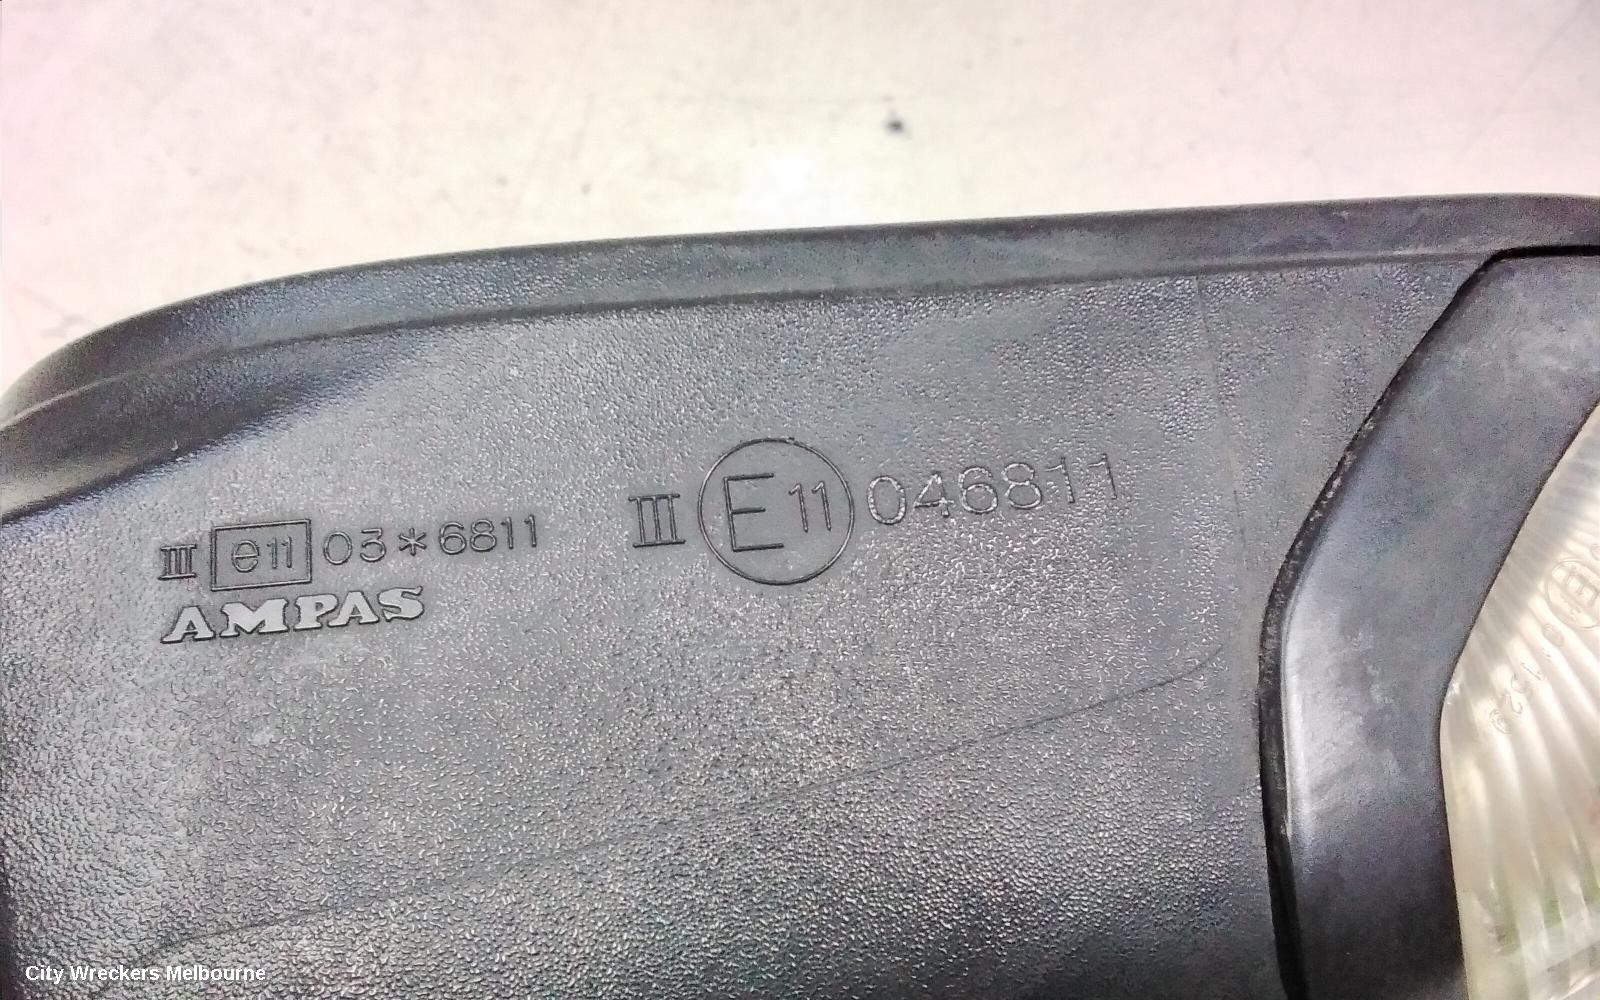 III E11 046811
III e11 03*6811
AMPAS
City Wreckers Melbourne